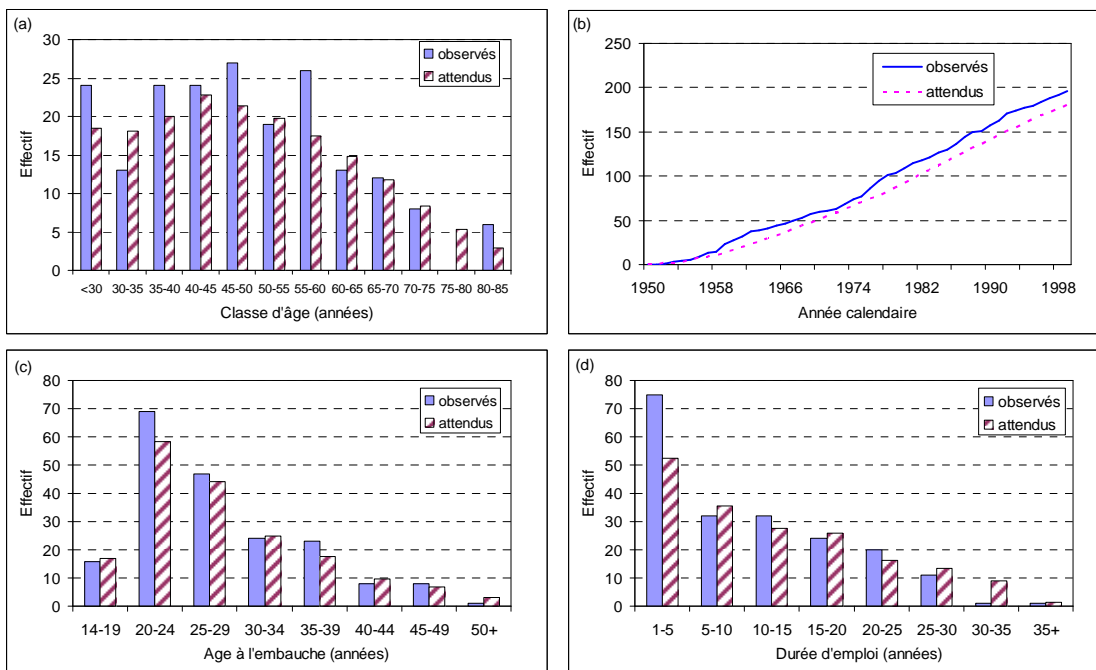 (a)
30
25
20
15
10
5
0
Effectif
observés
attendus
<30 30-35 35-40 40-45 45-50 50-55 55-60 60-65 65-70 70-75 75-80 80-85
Classe d'âge (années)
(b)
250
200
150
100
50
0
Effectif
observés
attendus
1950 1958 1966 1974 1982 1990 1998
Année calendaire
(c)
80
70
60
50
40
30
20
10
0
Effectif
observés
attendus
14-19 20-24 25-29 30-34 35-39 40-44 45-49 50+
Age à l'embauche (années)
(d)
80
70
60
50
40
30
20
10
0
Effectif
observés
attendus
1-5 5-10 10-15 15-20 20-25 25-30 30-35 35+
Durée d'emploi (années)